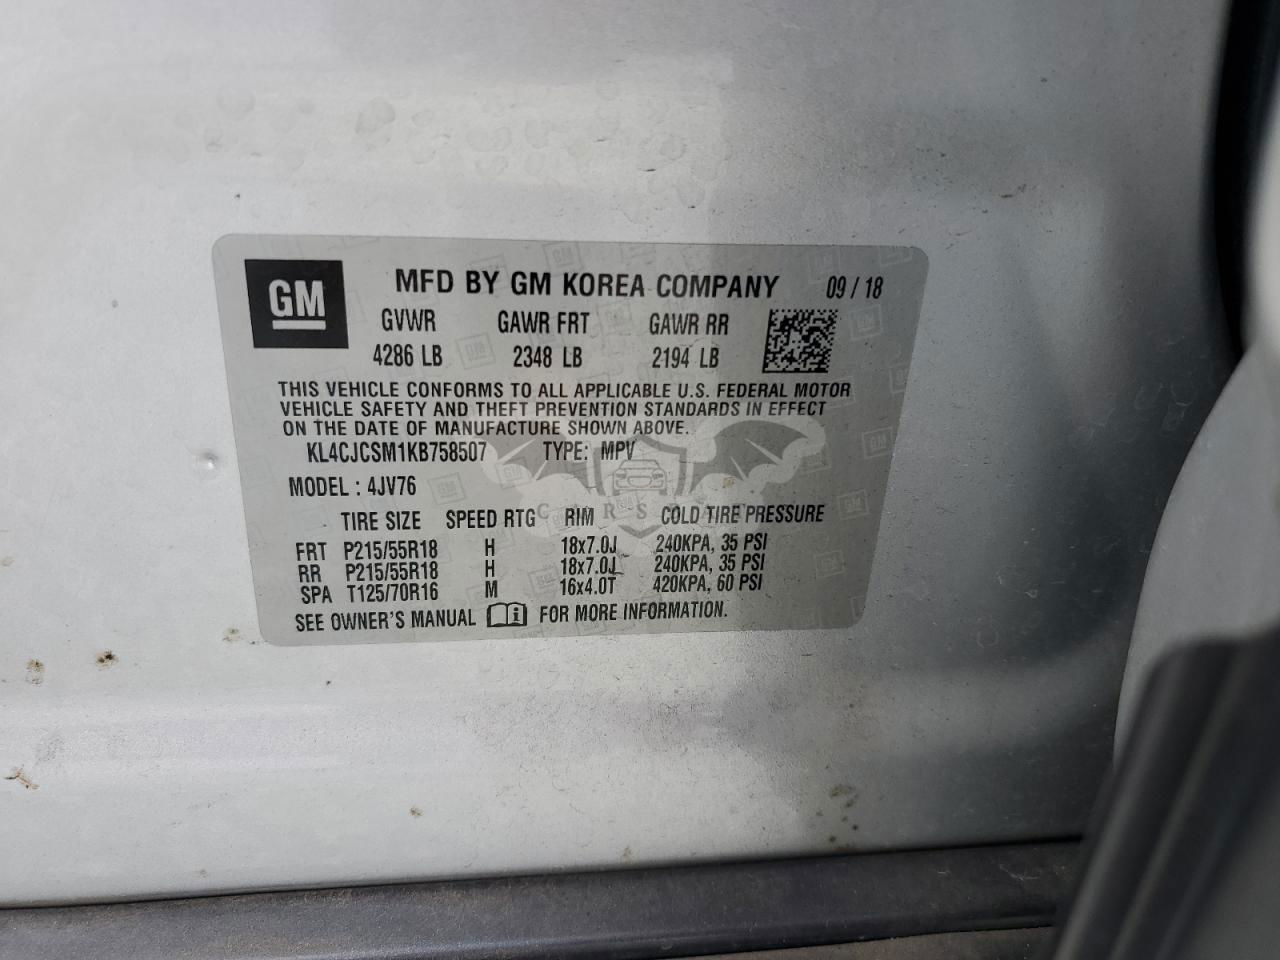 GM MFD BY GM KOREA COMPANY 09 / 18
GVWR GAWR FRT GAWR RR
4286 LB 2348 LB 2194 LB
THIS VEHICLE CONFORMS TO ALL APPLICABLE U.S. FEDERAL MOTOR
VEHICLE SAFETY AND THEFT PREVENTION STANDARDS IN EFFECT
ON THE DATE OF MANUFACTURE SHOWN ABOVE.
KL4CJCSM1KB758507 TYPE: MPV
MODEL : 4JV76
TIRE SIZE SPEED RTG RIM COLD TIRE PRESSURE
FRT P215/55R18 H 18x7.0J 240KPA, 35 PSI
RR P215/55R18 H 18x7.0J 240KPA, 35 PSI
SPA T125/70R16 M 16x4.0T 420KPA, 60 PSI
SEE OWNER'S MANUAL FOR MORE INFORMATION.